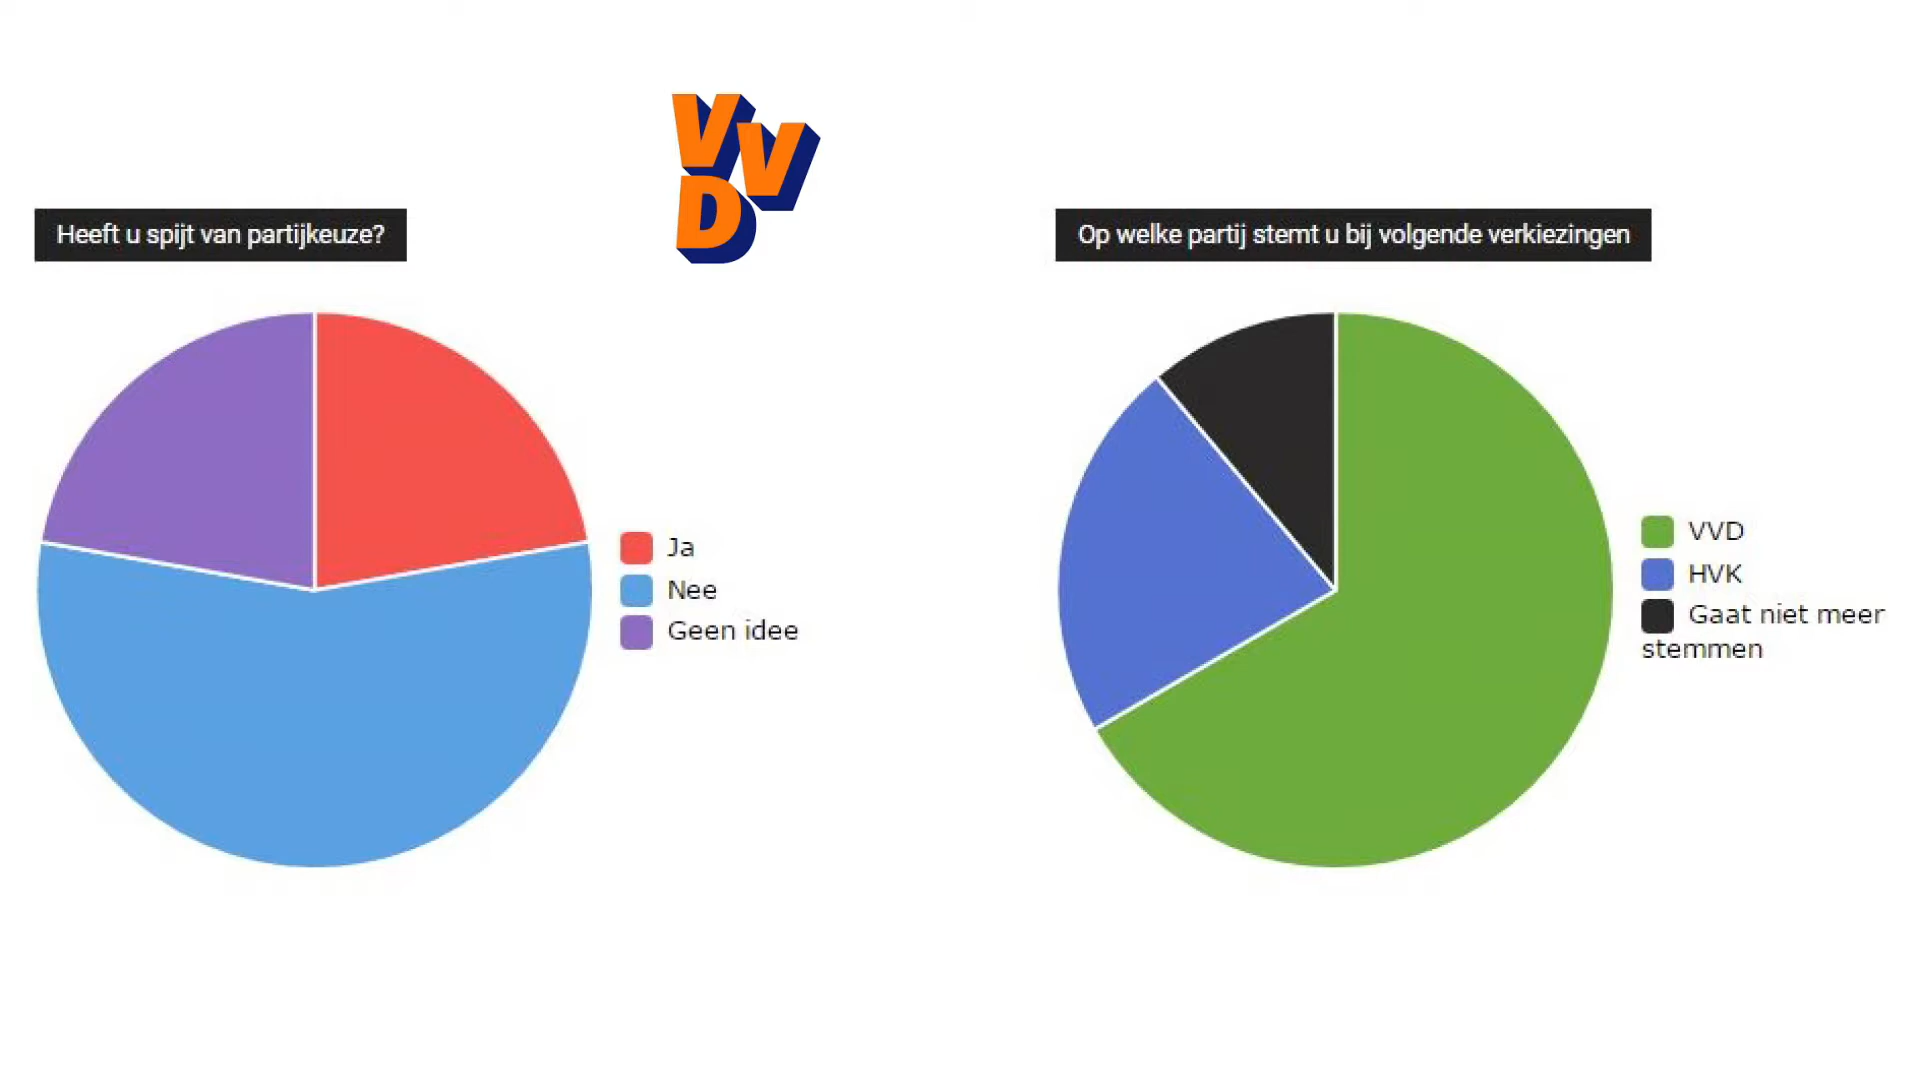 VVD
Heeft u spijt van partijkeuze?
Ja
Nee
Geen idee
Op welke partij stemt u bij volgende verkiezingen
VVD
HVK
Gaat niet meer
stemmen